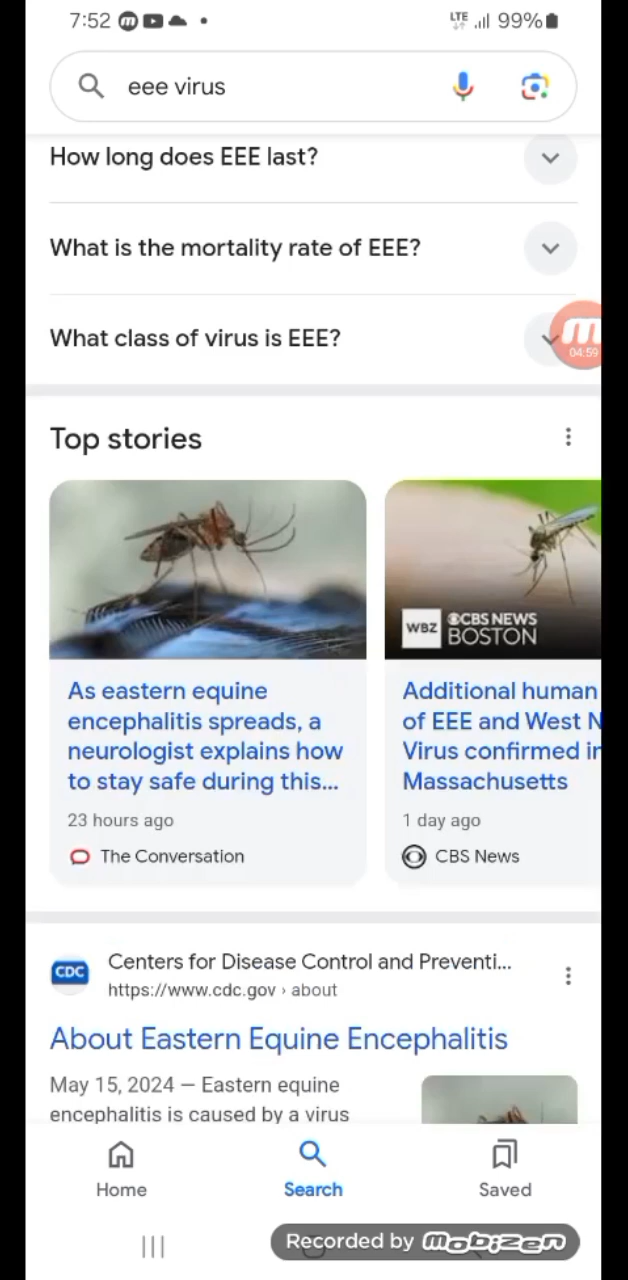 7:52
LTE 99%
eee virus
How long does EEE last?
What is the mortality rate of EEE?
What class of virus is EEE?
04:59
Top stories
WBZ CBS NEWS
BOSTON
As eastern equine
encephalitis spreads, a
neurologist explains how
to stay safe during this...
23 hours ago
The Conversation
Additional human
of EEE and West N
Virus confirmed in
Massachusetts
1 day ago
CBS News
CDC
Centers for Disease Control and Preventi...
https://www.cdc.gov › about
About Eastern Equine Encephalitis
May 15, 2024 — Eastern equine
encephalitis is caused by a virus
Home
Search
Saved
Recorded by mobizen